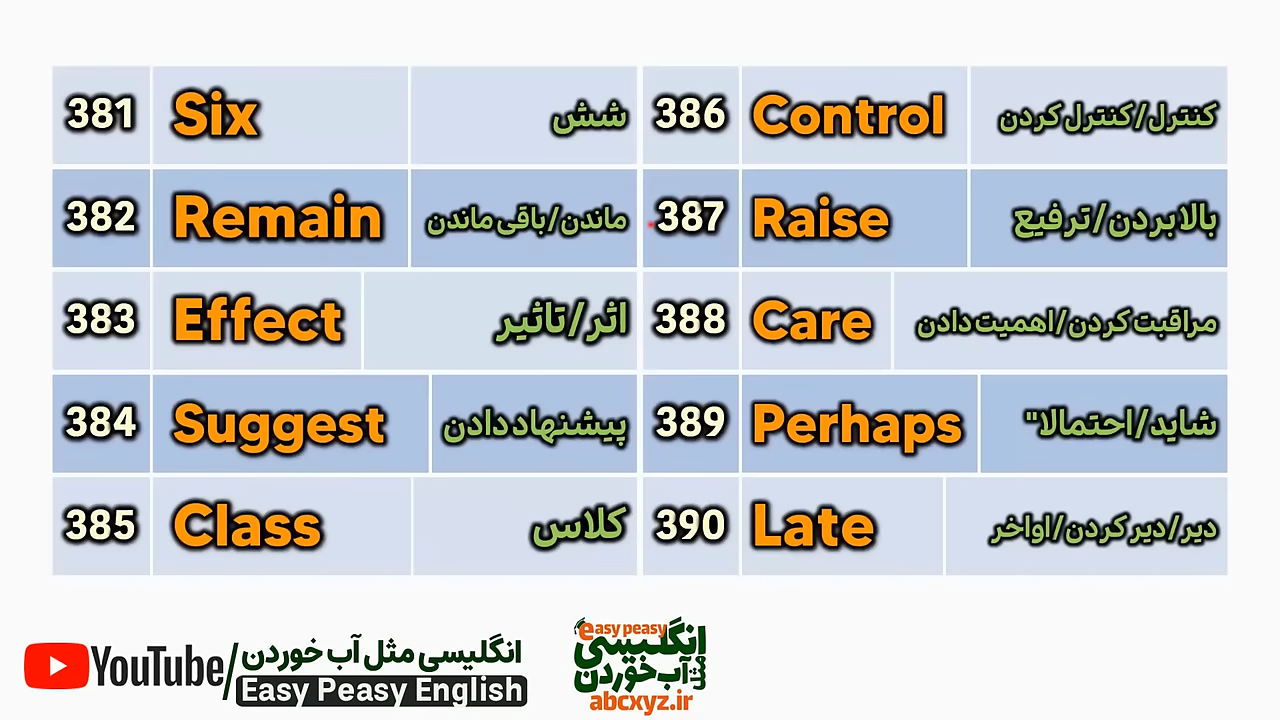 381 Six شش
382 Remain ماندن/باقی ماندن
383 Effect اثر/تاثیر
384 Suggest پیشنهاد دادن
385 Class کلاس
386 Control کنترل/کنترل کردن
387 Raise بالا بردن/ترفیع
388 Care مراقبت کردن/اهمیت دادن
389 Perhaps شاید/احتمالا"
390 Late دیر/دیر کردن/اواخر
YouTube/انگلیسی مثل آب خوردن
Easy Peasy English
easy peasy
انگلیسی
مثل آب خوردن
abcxyz.ir